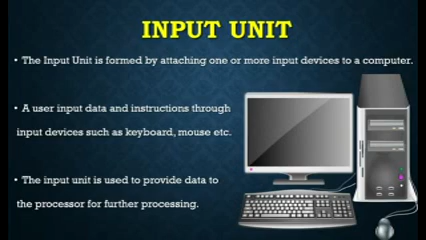 INPUT UNIT
• The Input Unit is formed by attaching one or more input devices to a computer.
• A user input data and instructions through
input devices such as keyboard, mouse etc.
• The input unit is used to provide data to
the processor for further processing.